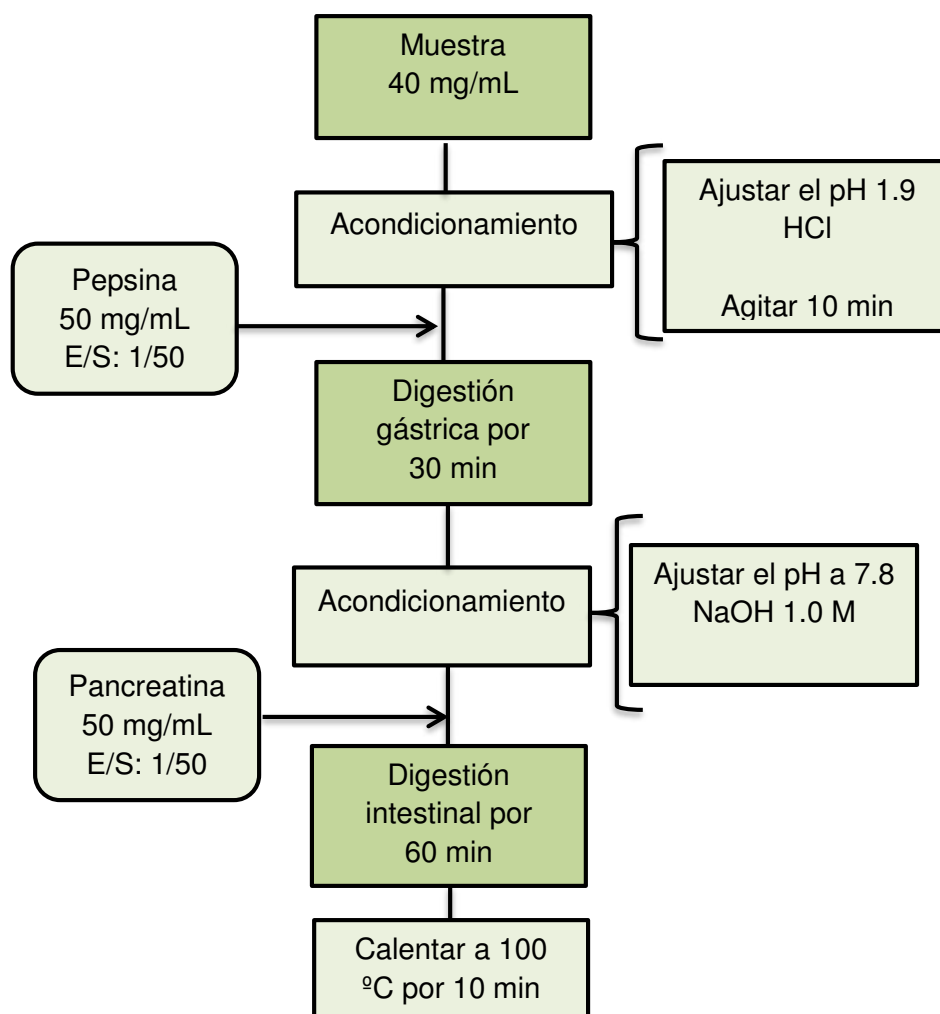 Muestra
40 mg/mL
Acondicionamiento
Ajustar el pH 1.9
HCl
Agitar 10 min
Pepsina
50 mg/mL
E/S: 1/50
Digestión
gástrica por
30 min
Acondicionamiento
Ajustar el pH a 7.8
NaOH 1.0 M
Pancreatina
50 mg/mL
E/S: 1/50
Digestión
intestinal por
60 min
Calentar a 100
ºC por 10 min